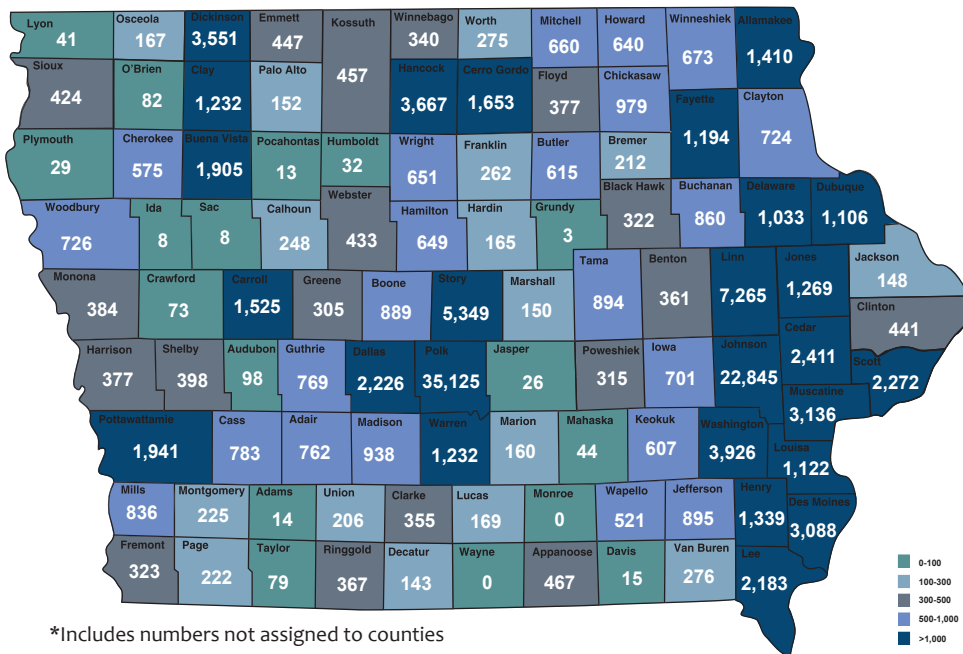 Lyon Osceola Dickinson Emmett Kossuth Winnebago Worth Mitchell Howard Winneshiek Allamakee
41 167 3,551 447 457 340 275 660 640 673 1,410
Sioux O'Brien Clay Palo Alto Hancock Cerro Gordo Floyd Chickasaw Fayette Clayton
424 82 1,232 152 3,667 1,653 377 979 1,194 724
Plymouth Cherokee Buena Vista Pocahontas Humboldt Wright Franklin Butler Bremer
29 575 1,905 13 32 651 262 615 212
Woodbury Ida Sac Calhoun Webster Hamilton Hardin Grundy Black Hawk Buchanan Delaware Dubuque
726 8 8 248 433 649 165 3 322 860 1,033 1,106
Monona Crawford Carroll Greene Boone Story Marshall Tama Benton Linn Jones Jackson
384 73 1,525 305 889 5,349 150 894 361 7,265 1,269 148
Clinton
441
Harrison Shelby Audubon Guthrie Dallas Polk Jasper Poweshiek Iowa Johnson Cedar Scott
377 398 98 769 2,226 35,125 26 315 701 22,845 2,411 2,272
Muscatine
3,136
Pottawattamie Cass Adair Madison Warren Marion Mahaska Keokuk Washington Louisa
1,941 783 762 938 1,232 160 44 607 3,926 1,122
Mills Montgomery Adams Union Clarke Lucas Monroe Wapello Jefferson Henry Des Moines
836 225 14 206 355 169 0 521 895 1,339 3,088
Fremont Page Taylor Ringgold Decatur Wayne Appanoose Davis Van Buren Lee
323 222 79 367 143 0 467 15 276 2,183
0-100
100-300
300-500
500-1,000
>1,000
*Includes numbers not assigned to counties